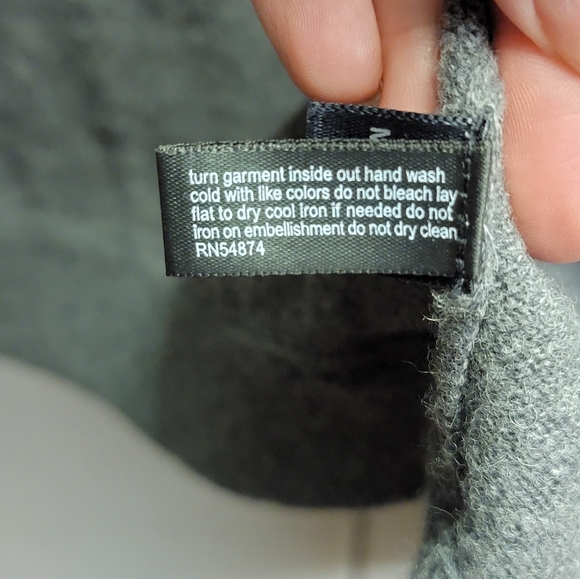 N
turn garment inside out hand wash
cold with like colors do not bleach lay
flat to dry cool iron if needed do not
iron on embellishment do not dry clean
RN54874